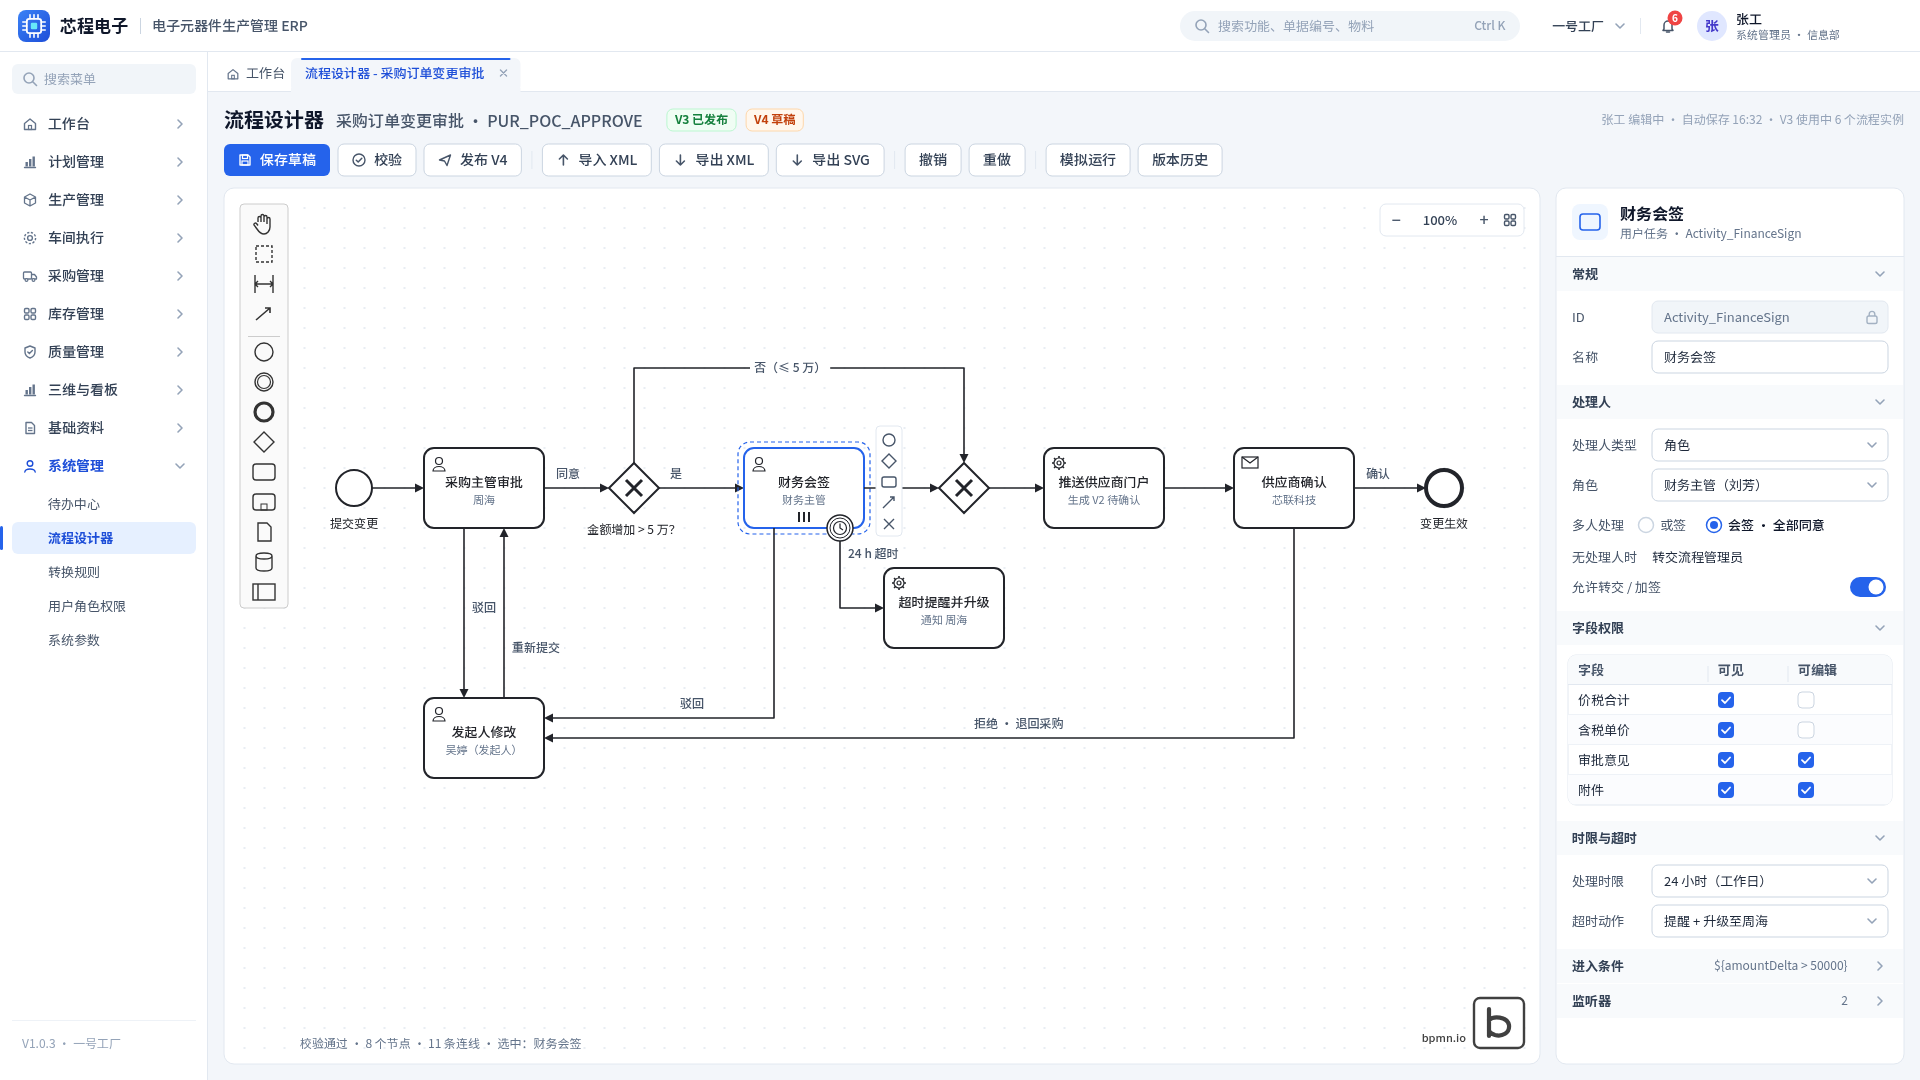 芯程电子
电子元器件生产管理 ERP
搜索功能、单据编号、物料
Ctrl K
一号工厂
6
张
张工
系统管理员 · 信息部
搜索菜单
工作台
计划管理
生产管理
车间执行
采购管理
库存管理
质量管理
三维与看板
基础资料
系统管理
待办中心
流程设计器
转换规则
用户角色权限
系统参数
V1.0.3 · 一号工厂
工作台
流程设计器 - 采购订单变更审批
流程设计器
采购订单变更审批 · PUR_POC_APPROVE
V3 已发布
V4 草稿
张工 编辑中 · 自动保存 16:32 · V3 使用中 6 个流程实例
保存草稿
校验
发布 V4
导入 XML
导出 XML
导出 SVG
撤销
重做
模拟运行
版本历史
100%
否（≤ 5 万）
提交变更
采购主管审批
周海
同意
金额增加 > 5 万?
是
财务会签
财务主管
24 h 超时
超时提醒并升级
通知 周海
推送供应商门户
生成 V2 待确认
供应商确认
芯联科技
确认
变更生效
驳回
重新提交
驳回
拒绝 · 退回采购
发起人修改
吴婷（发起人）
校验通过 · 8 个节点 · 11 条连线 · 选中：财务会签
bpmn.io
财务会签
用户任务 · Activity_FinanceSign
常规
ID
Activity_FinanceSign
名称
财务会签
处理人
处理人类型
角色
角色
财务主管（刘芳）
多人处理
或签
会签 · 全部同意
无处理人时
转交流程管理员
允许转交 / 加签
字段权限
字段
可见
可编辑
价税合计
含税单价
审批意见
附件
时限与超时
处理时限
24 小时（工作日）
超时动作
提醒 + 升级至周海
进入条件
${amountDelta > 50000}
监听器
2